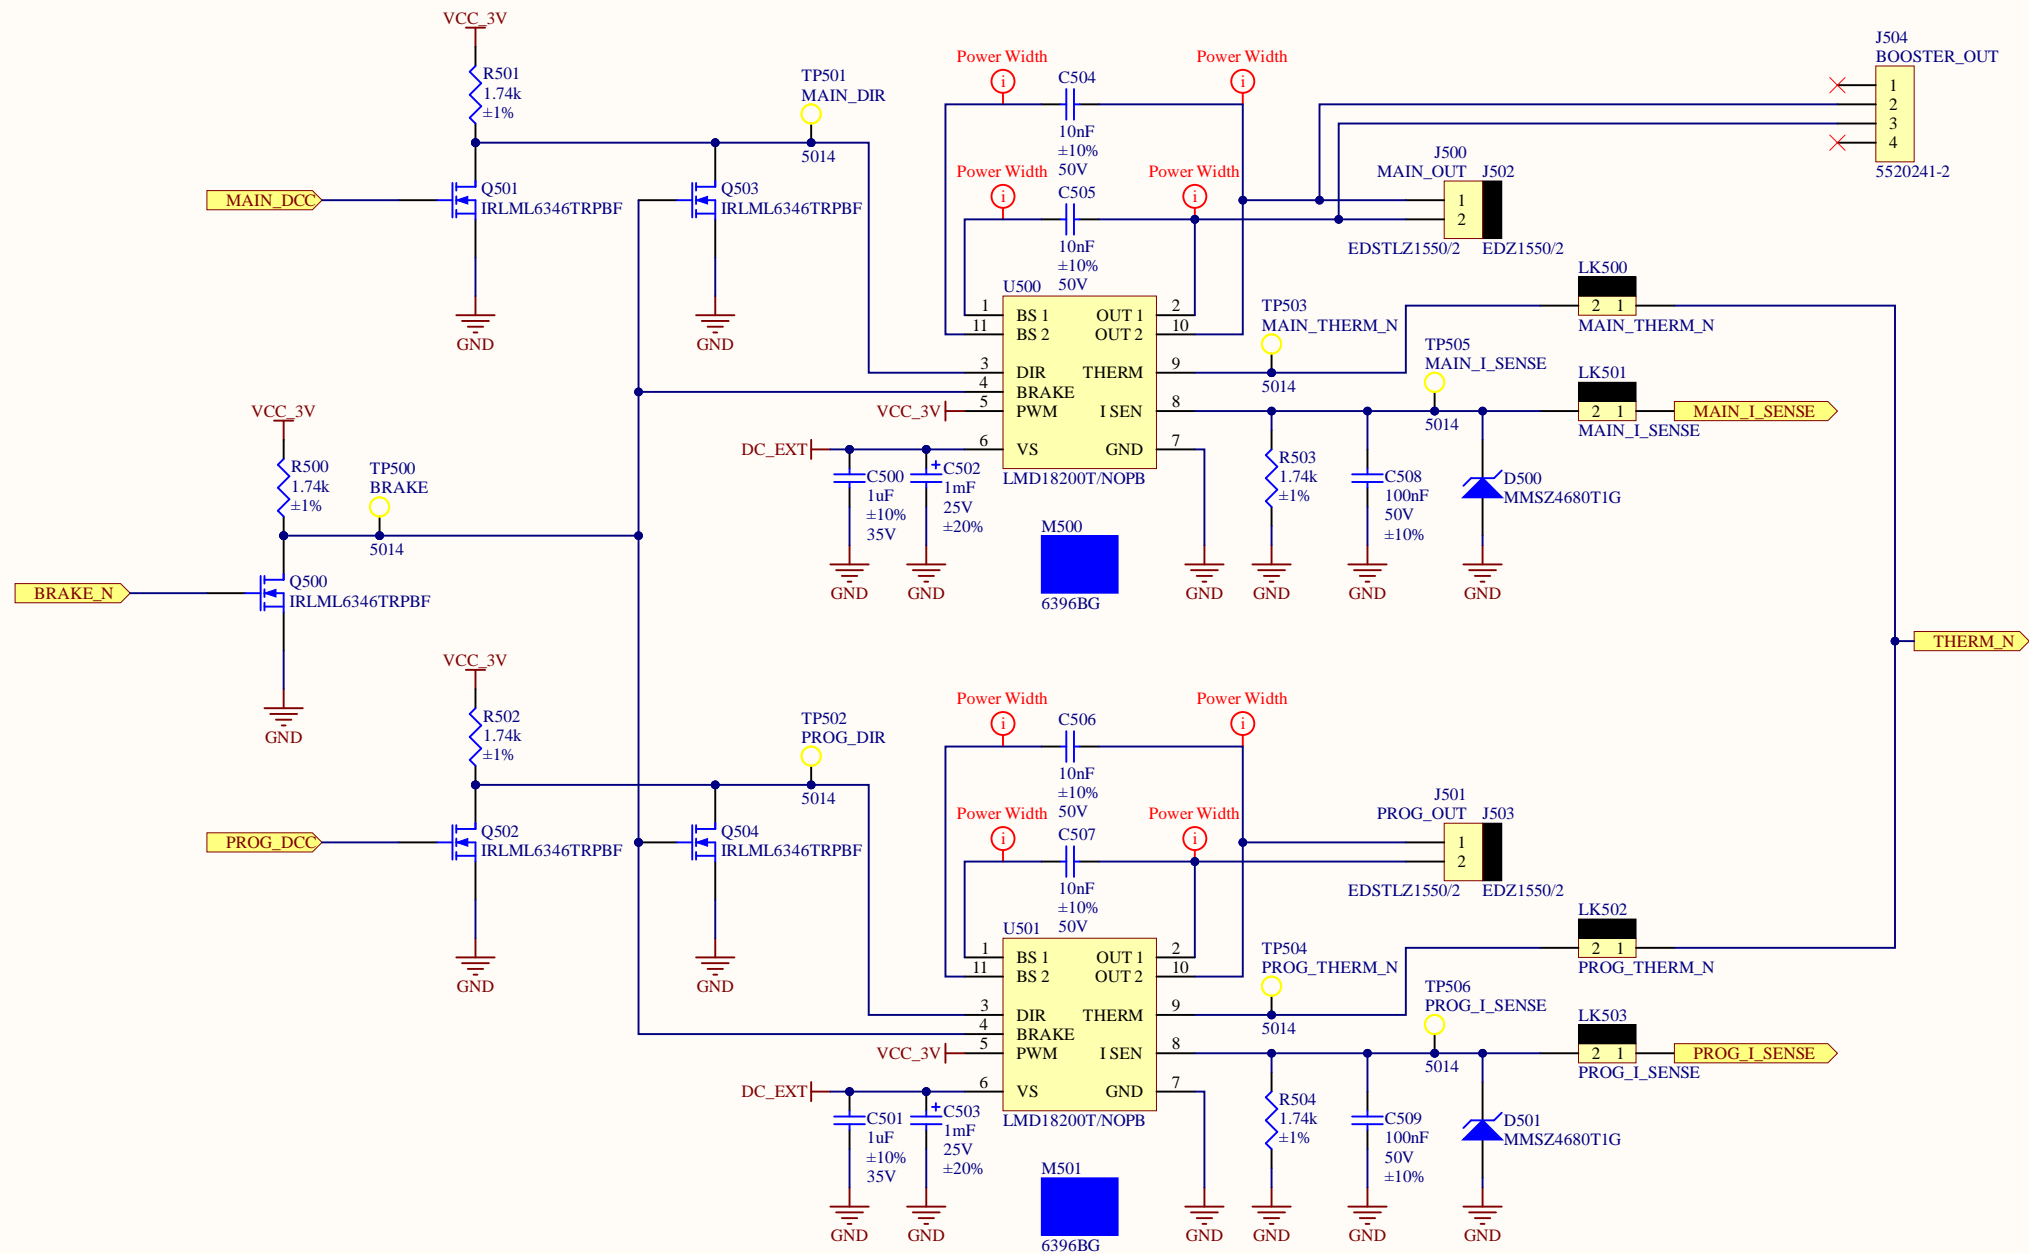 VCC_3V
R501
1.74k
±1%
TP501
MAIN_DIR
5014
MAIN_DCC
Q501
IRLML6346TRPBF
GND
Q503
IRLML6346TRPBF
GND
Power Width
i
Power Width
i
C504
10nF
±10%
50V
Power Width
i
Power Width
i
C505
10nF
±10%
50V
J504
BOOSTER_OUT
1
2
3
4
5520241-2
J500
MAIN_OUT
J502
1
2
EDSTLZ1550/2
EDZ1550/2
U500
1
BS 1
OUT 1
2
11
BS 2
OUT 2
10
3
DIR
THERM
9
4
BRAKE
5
PWM
I SEN
8
6
VS
GND
7
LMD18200T/NOPB
VCC_3V
DC_EXT
C500
1uF
±10%
35V
GND
C502
+
1mF
25V
±20%
GND
M500
6396BG
GND
TP503
MAIN_THERM_N
5014
LK500
2 1
MAIN_THERM_N
TP505
MAIN_I_SENSE
5014
LK501
2 1
MAIN_I_SENSE
MAIN_I_SENSE
R503
1.74k
±1%
GND
C508
100nF
50V
±10%
GND
D500
MMSZ4680T1G
GND
VCC_3V
R500
1.74k
±1%
TP500
BRAKE
5014
BRAKE_N
Q500
IRLML6346TRPBF
GND
THERM_N
VCC_3V
R502
1.74k
±1%
TP502
PROG_DIR
5014
PROG_DCC
Q502
IRLML6346TRPBF
GND
Q504
IRLML6346TRPBF
GND
Power Width
i
Power Width
i
C506
10nF
±10%
50V
Power Width
i
Power Width
i
C507
10nF
±10%
50V
J501
PROG_OUT
J503
1
2
EDSTLZ1550/2
EDZ1550/2
U501
1
BS 1
OUT 1
2
11
BS 2
OUT 2
10
3
DIR
THERM
9
4
BRAKE
5
PWM
I SEN
8
6
VS
GND
7
LMD18200T/NOPB
VCC_3V
DC_EXT
C501
1uF
±10%
35V
GND
C503
+
1mF
25V
±20%
GND
M501
6396BG
GND
TP504
PROG_THERM_N
5014
LK502
2 1
PROG_THERM_N
TP506
PROG_I_SENSE
5014
LK503
2 1
PROG_I_SENSE
PROG_I_SENSE
R504
1.74k
±1%
GND
C509
100nF
50V
±10%
GND
D501
MMSZ4680T1G
GND